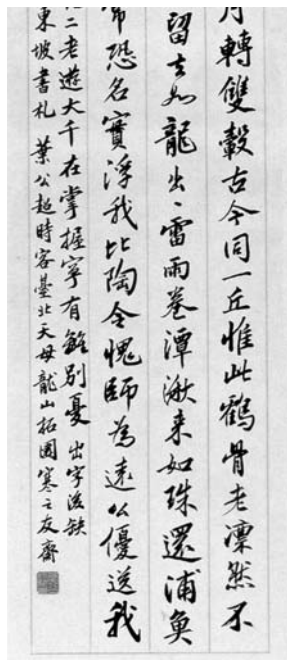 月轉雙轂古今同一丘惟此鶴骨老凜然不
留去如龍出、雷雨卷潭湫来如珠還浦魚
常恐名實浮我比陶令愧師為遠公優送我
二老遊大千在掌握寧有離別憂 出字後缺
東坡書札 葉公超時客臺北天母龍山柘園寒之友齋